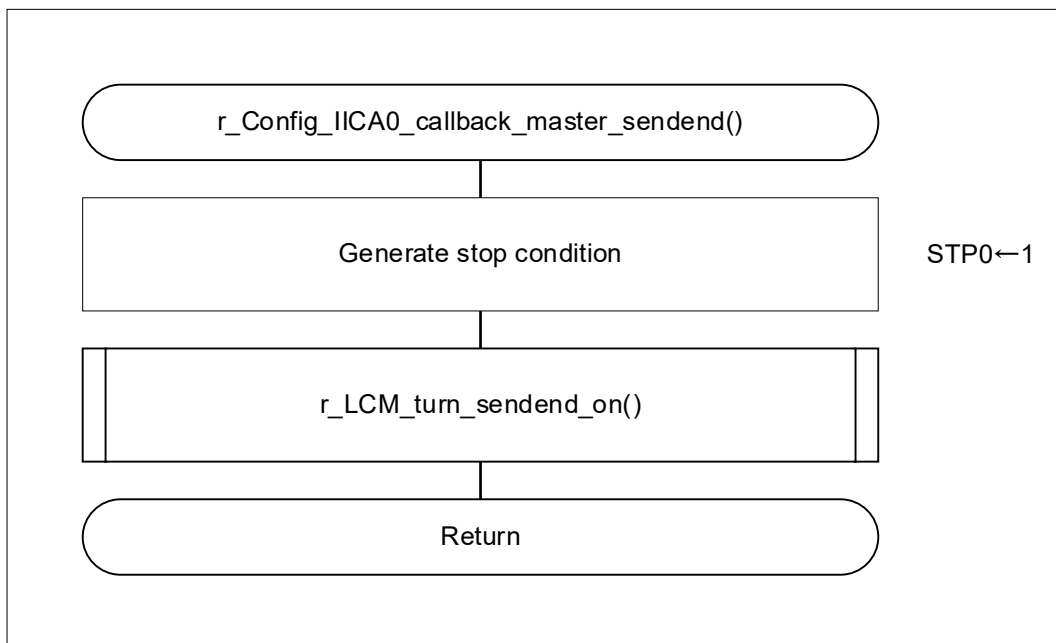 r_Config_IICA0_callback_master_sendend()
Generate stop condition
STP0←1
r_LCM_turn_sendend_on()
Return